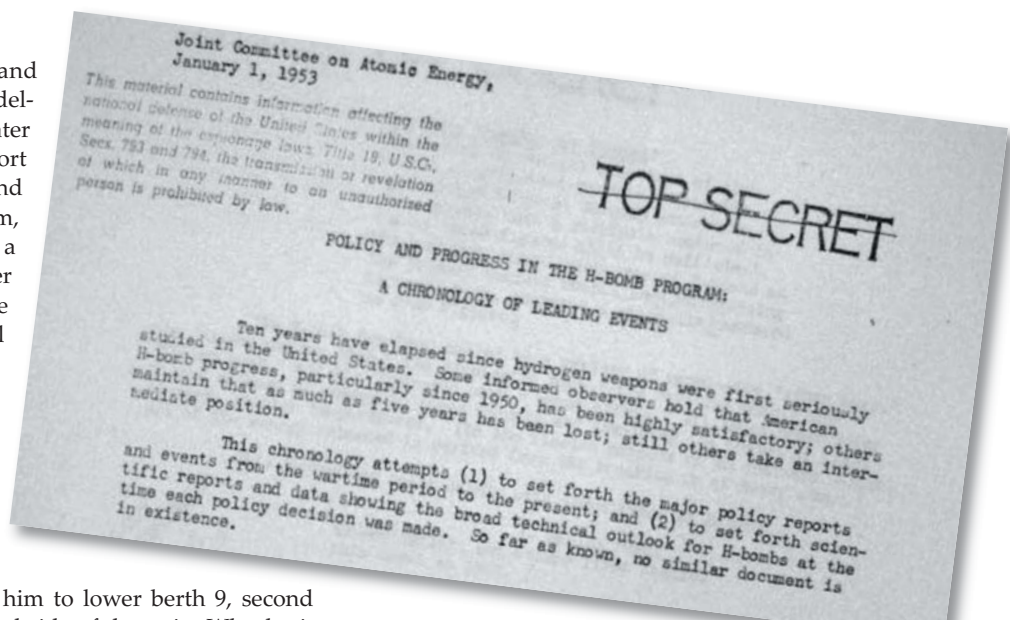 and
del-
ter
ort
nd
m,
a
er
e
l
Joint Committee on Atomic Energy,
January 1, 1953
This material contains information affecting the
national defense of the United States within the
meaning of the espionage laws, Title 18, U.S.C.,
Secs. 793 and 794, the transmission or revelation
of which in any manner to an unauthorized
person is prohibited by law.
TOP SECRET
POLICY AND PROGRESS IN THE H-BOMB PROGRAM:
A CHRONOLOGY OF LEADING EVENTS
Ten years have elapsed since hydrogen weapons were first seriously
studied in the United States. Some informed observers hold that American
H-bomb progress, particularly since 1950, has been highly satisfactory; others
maintain that as much as five years has been lost; still others take an inter-
mediate position.
This chronology attempts (1) to set forth the major policy reports
and events from the wartime period to the present; and (2) to set forth scien-
tific reports and data showing the broad technical outlook for H-bombs at the
time each policy decision was made. So far as known, no similar document is
in existence.
him to lower berth 9, second